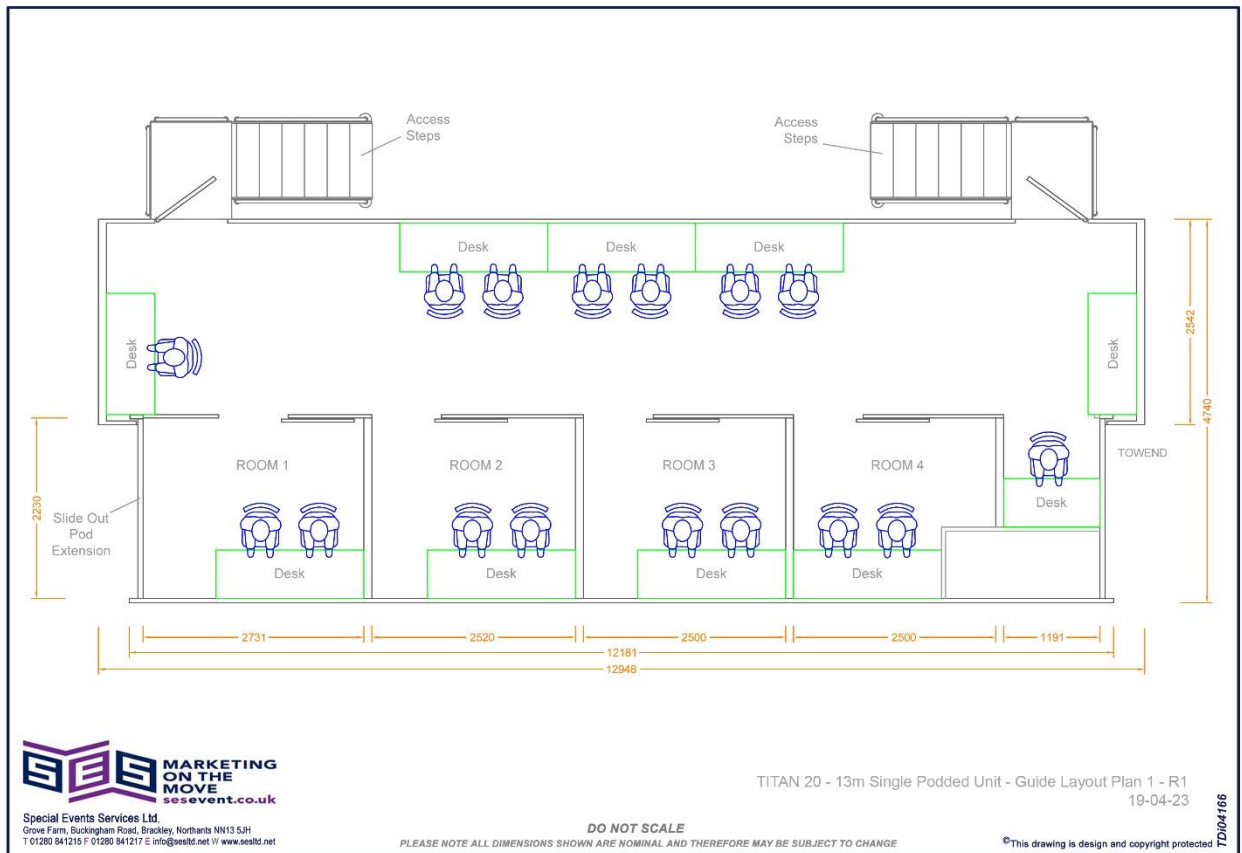 Access
Steps
Access
Steps
Desk
Desk
Desk
Desk
Desk
2542
4740
ROOM 1
ROOM 2
ROOM 3
ROOM 4
TOWEND
2230
Slide Out
Pod
Extension
Desk
Desk
Desk
Desk
Desk
2731
2520
2500
2500
1191
12181
12948
SES
MARKETING
ON THE
MOVE
sesevent.co.uk
Special Events Services Ltd.
Grove Farm, Buckingham Road, Brackley, Northants NN13 5JH
T 01280 841215 F 01280 841217 E info@sesltd.net W www.sesltd.net
TITAN 20 - 13m Single Podded Unit - Guide Layout Plan 1 - R1
19-04-23
DO NOT SCALE
PLEASE NOTE ALL DIMENSIONS SHOWN ARE NOMINAL AND THEREFORE MAY BE SUBJECT TO CHANGE
©This drawing is design and copyright protected
TDi04166